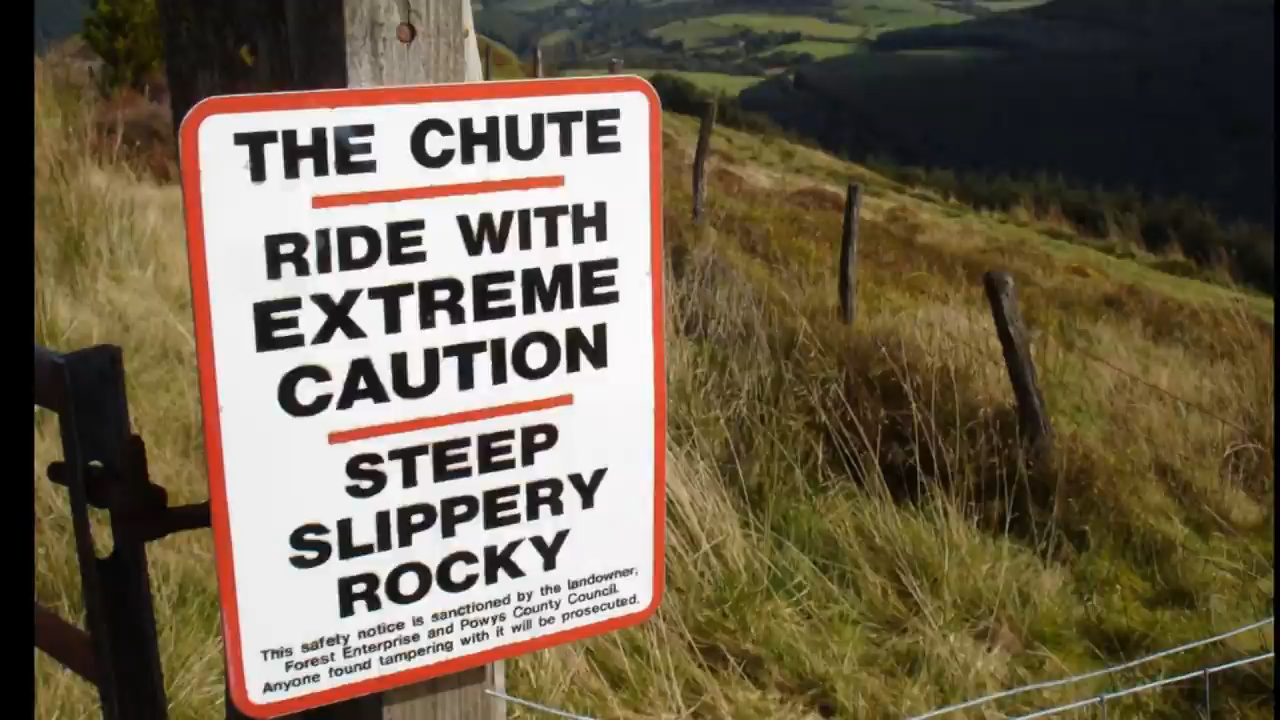 THE CHUTE
RIDE WITH
EXTREME
CAUTION
STEEP
SLIPPERY
ROCKY
This safety notice is sanctioned by the landowner,
Forest Enterprise and Powys County Council.
Anyone found tampering with it will be prosecuted.